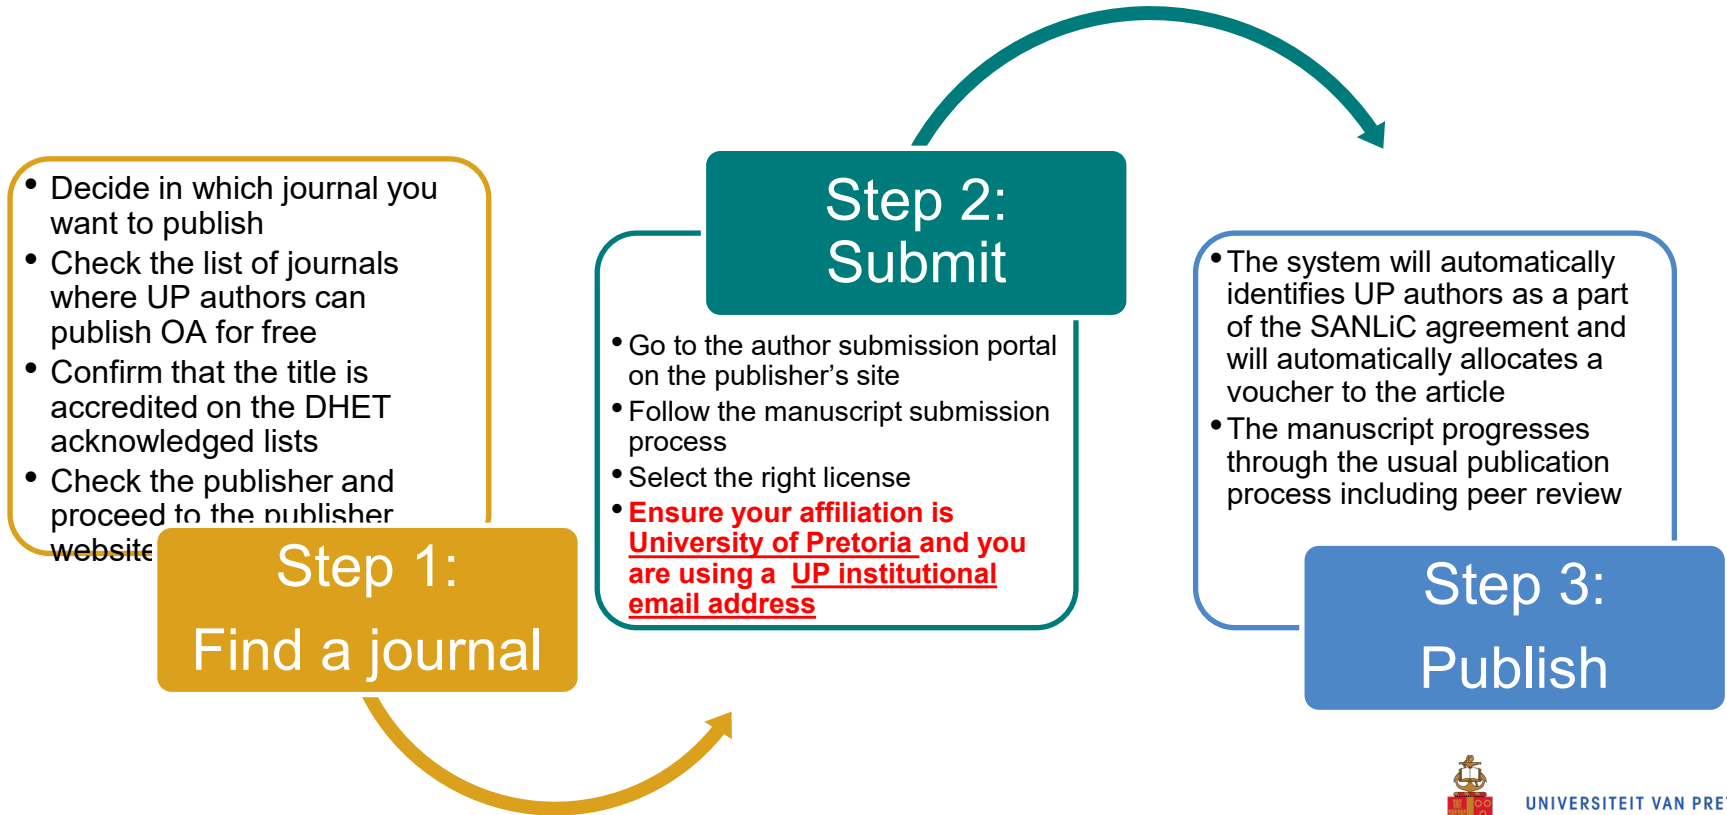 • Decide in which journal you
want to publish
• Check the list of journals
where UP authors can
publish OA for free
• Confirm that the title is
accredited on the DHET
acknowledged lists
• Check the publisher and
proceed to the publisher
website
Step 1:
Find a journal
Step 2:
Submit
• Go to the author submission portal
on the publisher’s site
• Follow the manuscript submission
process
• Select the right license
• Ensure your affiliation is
University of Pretoria and you
are using a UP institutional
email address
• The system will automatically
identifies UP authors as a part
of the SANLiC agreement and
will automatically allocates a
voucher to the article
• The manuscript progresses
through the usual publication
process including peer review
Step 3:
Publish
UNIVERSITEIT VAN PRET